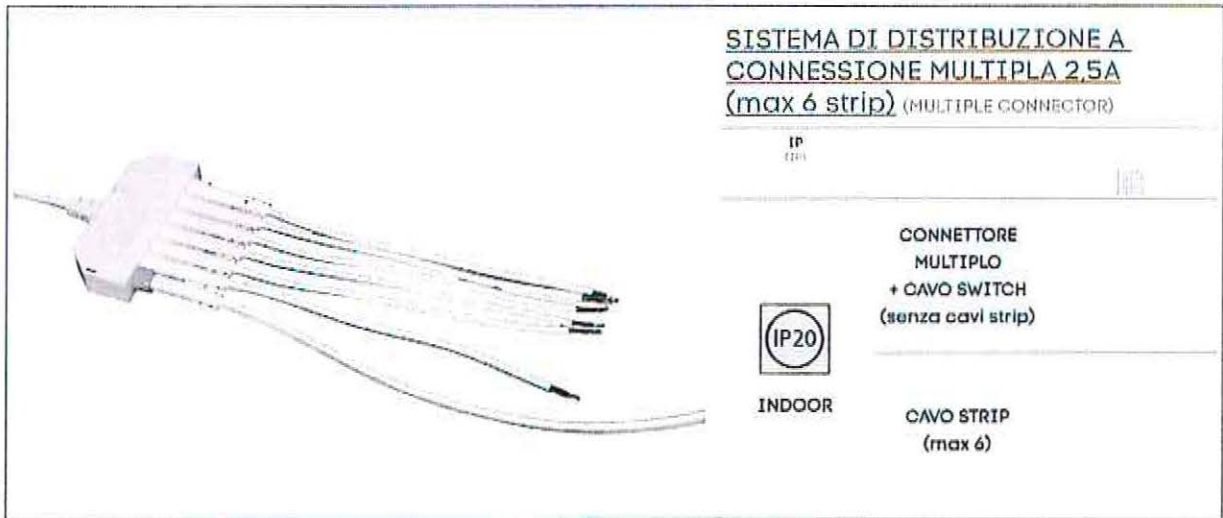 SISTEMA DI DISTRIBUZIONE A
CONNESSIONE MULTIPLA 2,5A
(max 6 strip) (MULTIPLE CONNECTOR)
IP
(IP)
CONNETTORE
MULTIPLO
+ CAVO SWITCH
(senza cavi strip)
IP20
INDOOR
CAVO STRIP
(max 6)